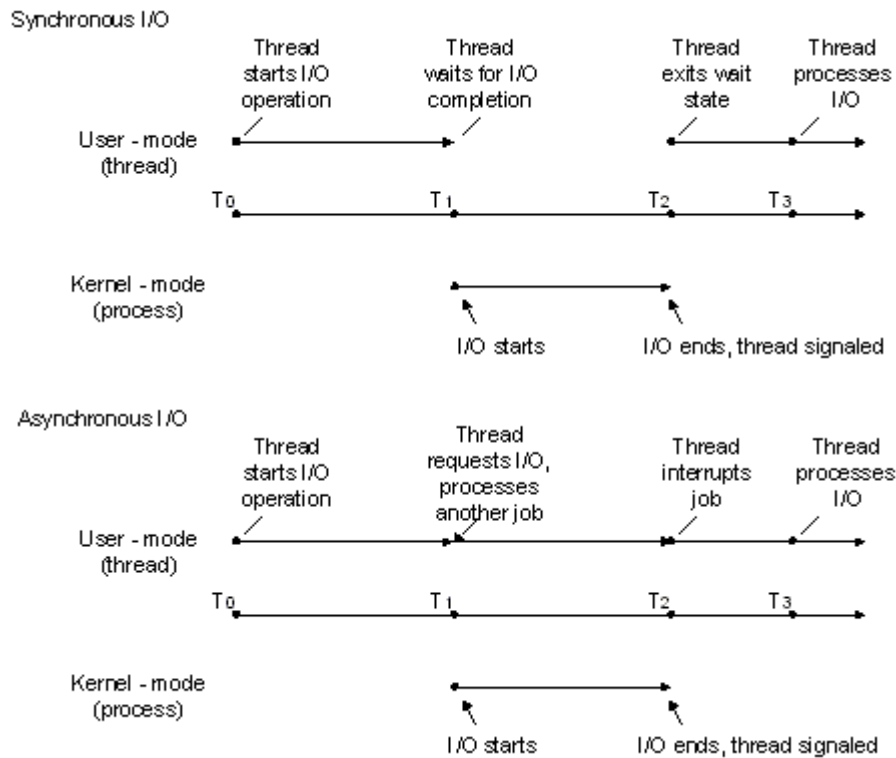 Synchronous I/O
Thread
starts I/O
operation
Thread
waits for I/O
completion
Thread
exits wait
state
Thread
processes
I/O
User - mode
(thread)
T0
T1
T2
T3
Kernel - mode
(process)
I/O starts
I/O ends, thread signaled
Asynchronous I/O
Thread
starts I/O
operation
Thread
requests I/O,
processes
another job
Thread
interrupts
job
Thread
processes
I/O
User - mode
(thread)
T0
T1
T2
T3
Kernel - mode
(process)
I/O starts
I/O ends, thread signaled